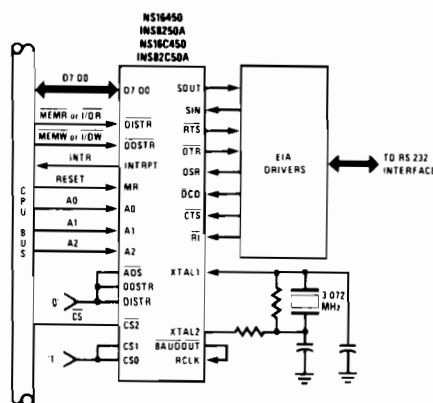 NS16450
INS8250A
NS16C450
INS82C50A
D7 D0
D7 D0
SOUT
MEMR or I/OR
DISTR
SIN
MEMW or I/OW
DOSTR
RTS
INTR
INTRPT
DTR
RESET
MR
DSR
EIA
DRIVERS
TO RS 232
INTERFACE
A0
A0
DCD
A1
A1
CTS
A2
A2
RI
CPU
BUS
ADS
XTAL1
DOSTR
DISTR
3 072
MHz
CS
CS2
XTAL2
CS1
BAUDOUT
CS0
RCLK